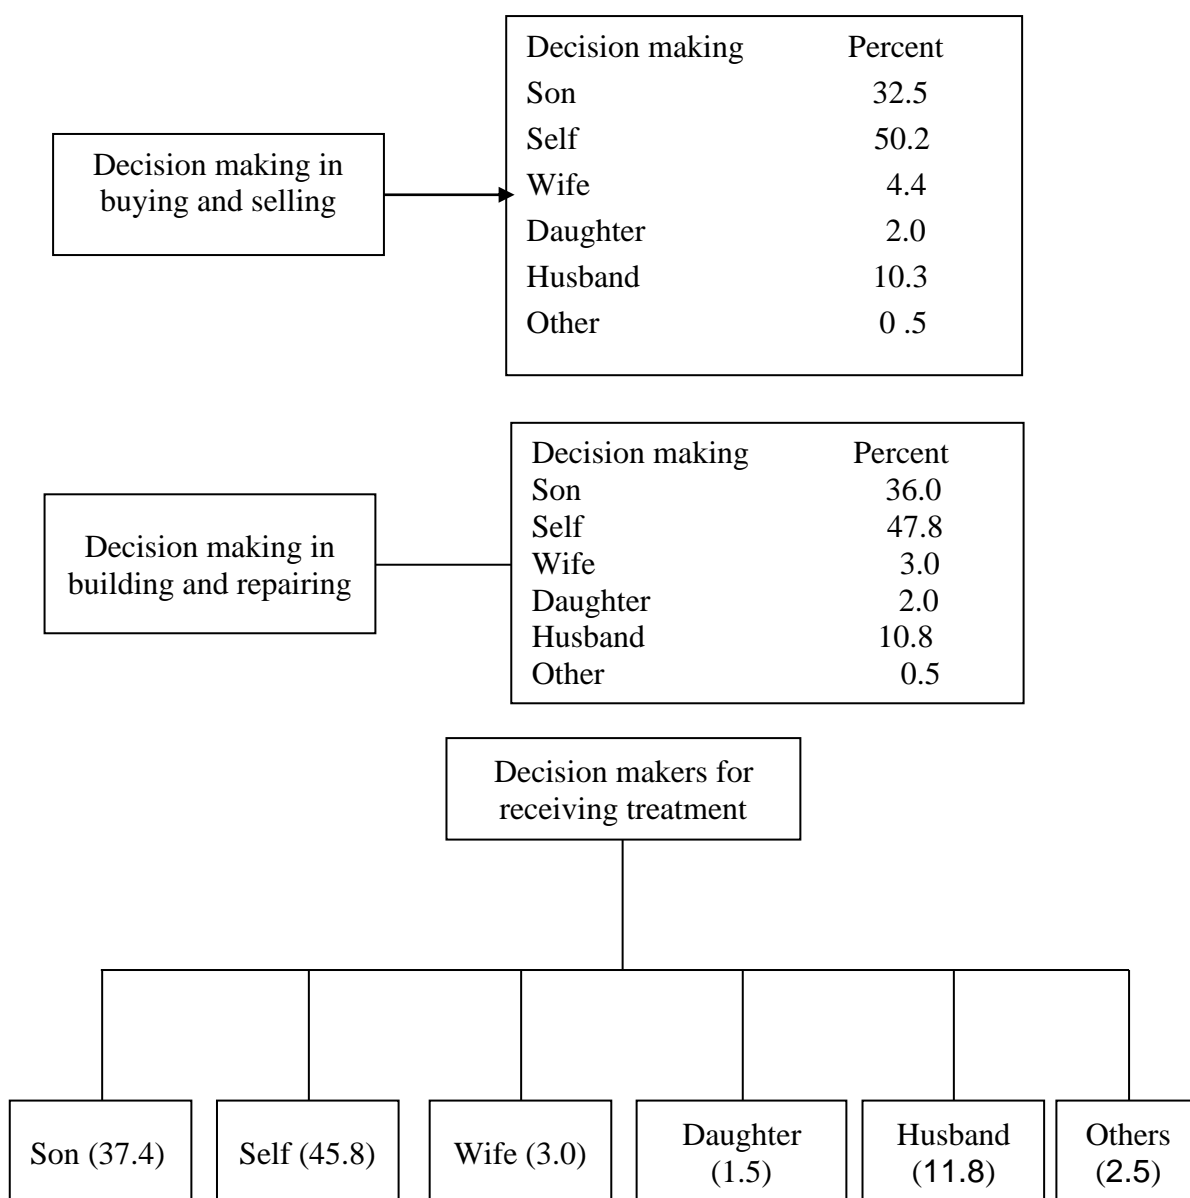 Decision making Percent
Son 32.5
Self 50.2
Wife 4.4
Daughter 2.0
Husband 10.3
Other 0 .5
Decision making in
buying and selling
Decision making Percent
Son 36.0
Self 47.8
Wife 3.0
Daughter 2.0
Husband 10.8
Other 0.5
Decision making in
building and repairing
Decision makers for
receiving treatment
Son (37.4)
Self (45.8)
Wife (3.0)
Daughter
(1.5)
Husband
(11.8)
Others
(2.5)